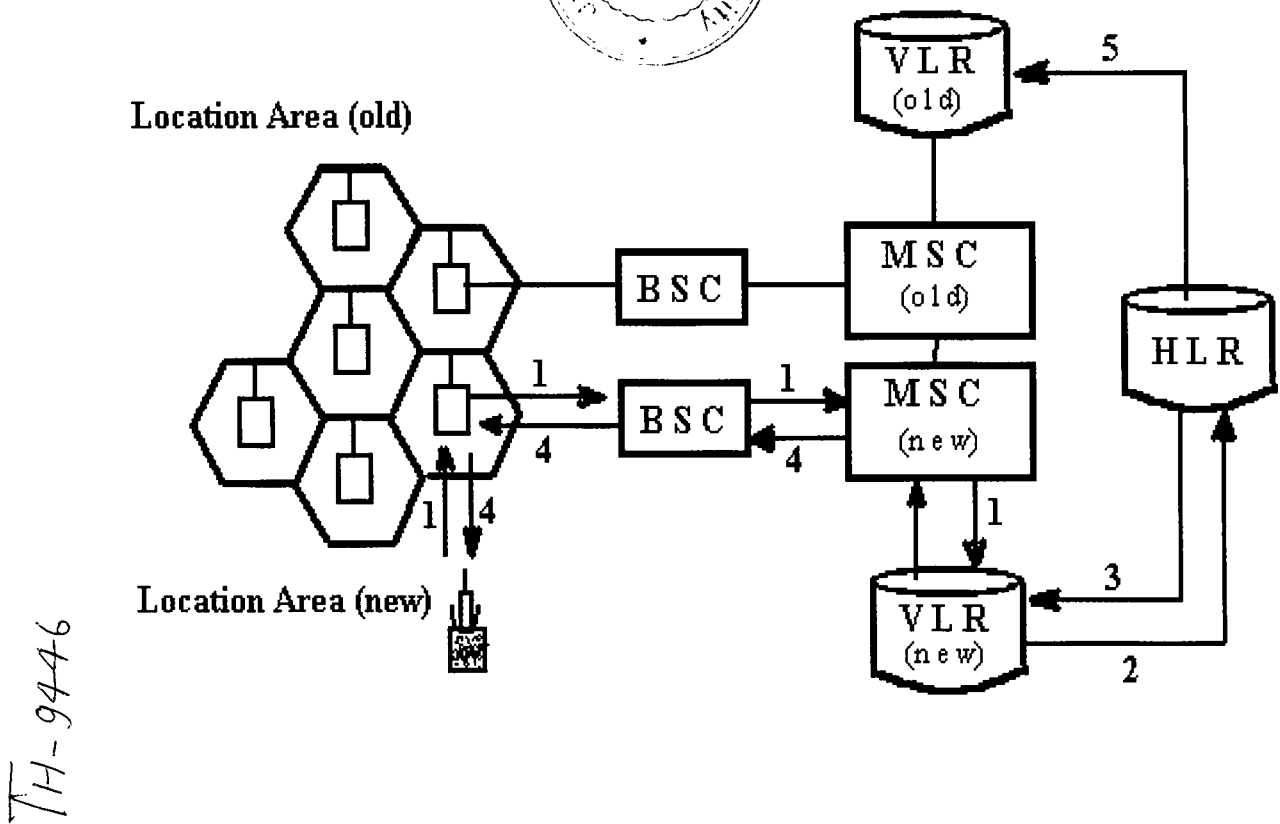 VLR
(old)
5
Location Area (old)
MSC
(old)
BSC
HLR
1
1
MSC
(new)
BSC
4
4
1
4
1
3
Location Area (new)
VLR
(new)
2
TH-9446